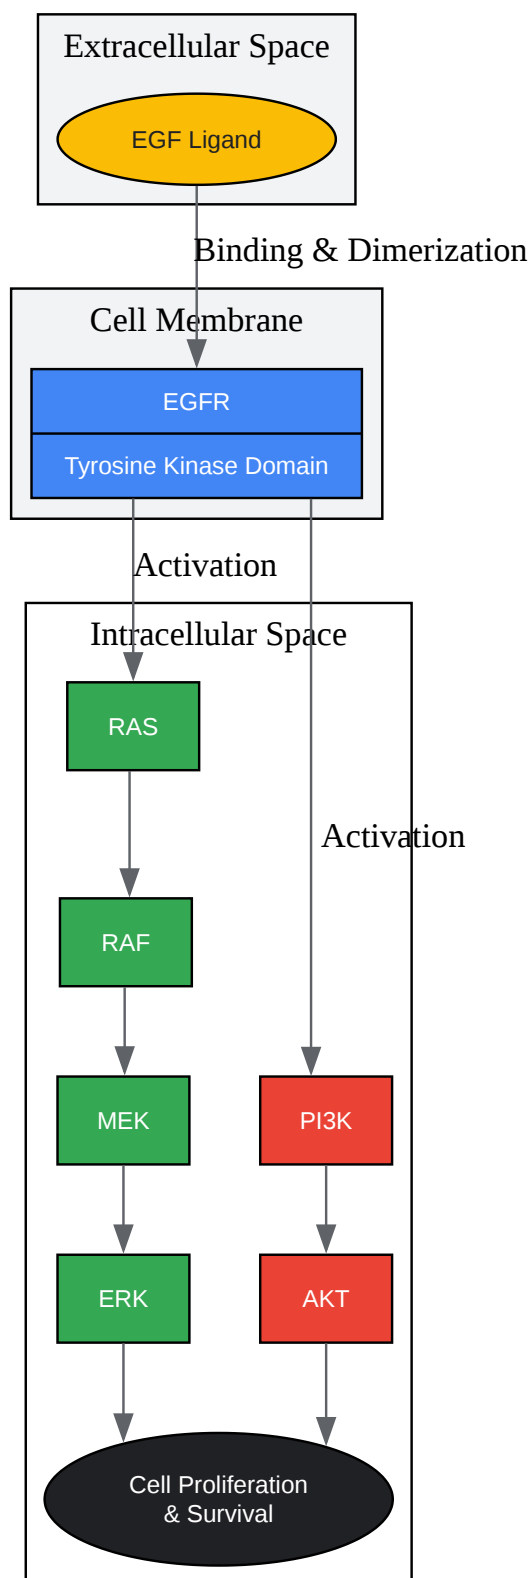 Extracellular Space
EGF Ligand
Binding & Dimerization
Cell Membrane
EGFR
Tyrosine Kinase Domain
Activation
Intracellular Space
RAS
Activation
RAF
MEK
PI3K
ERK
AKT
Cell Proliferation
& Survival